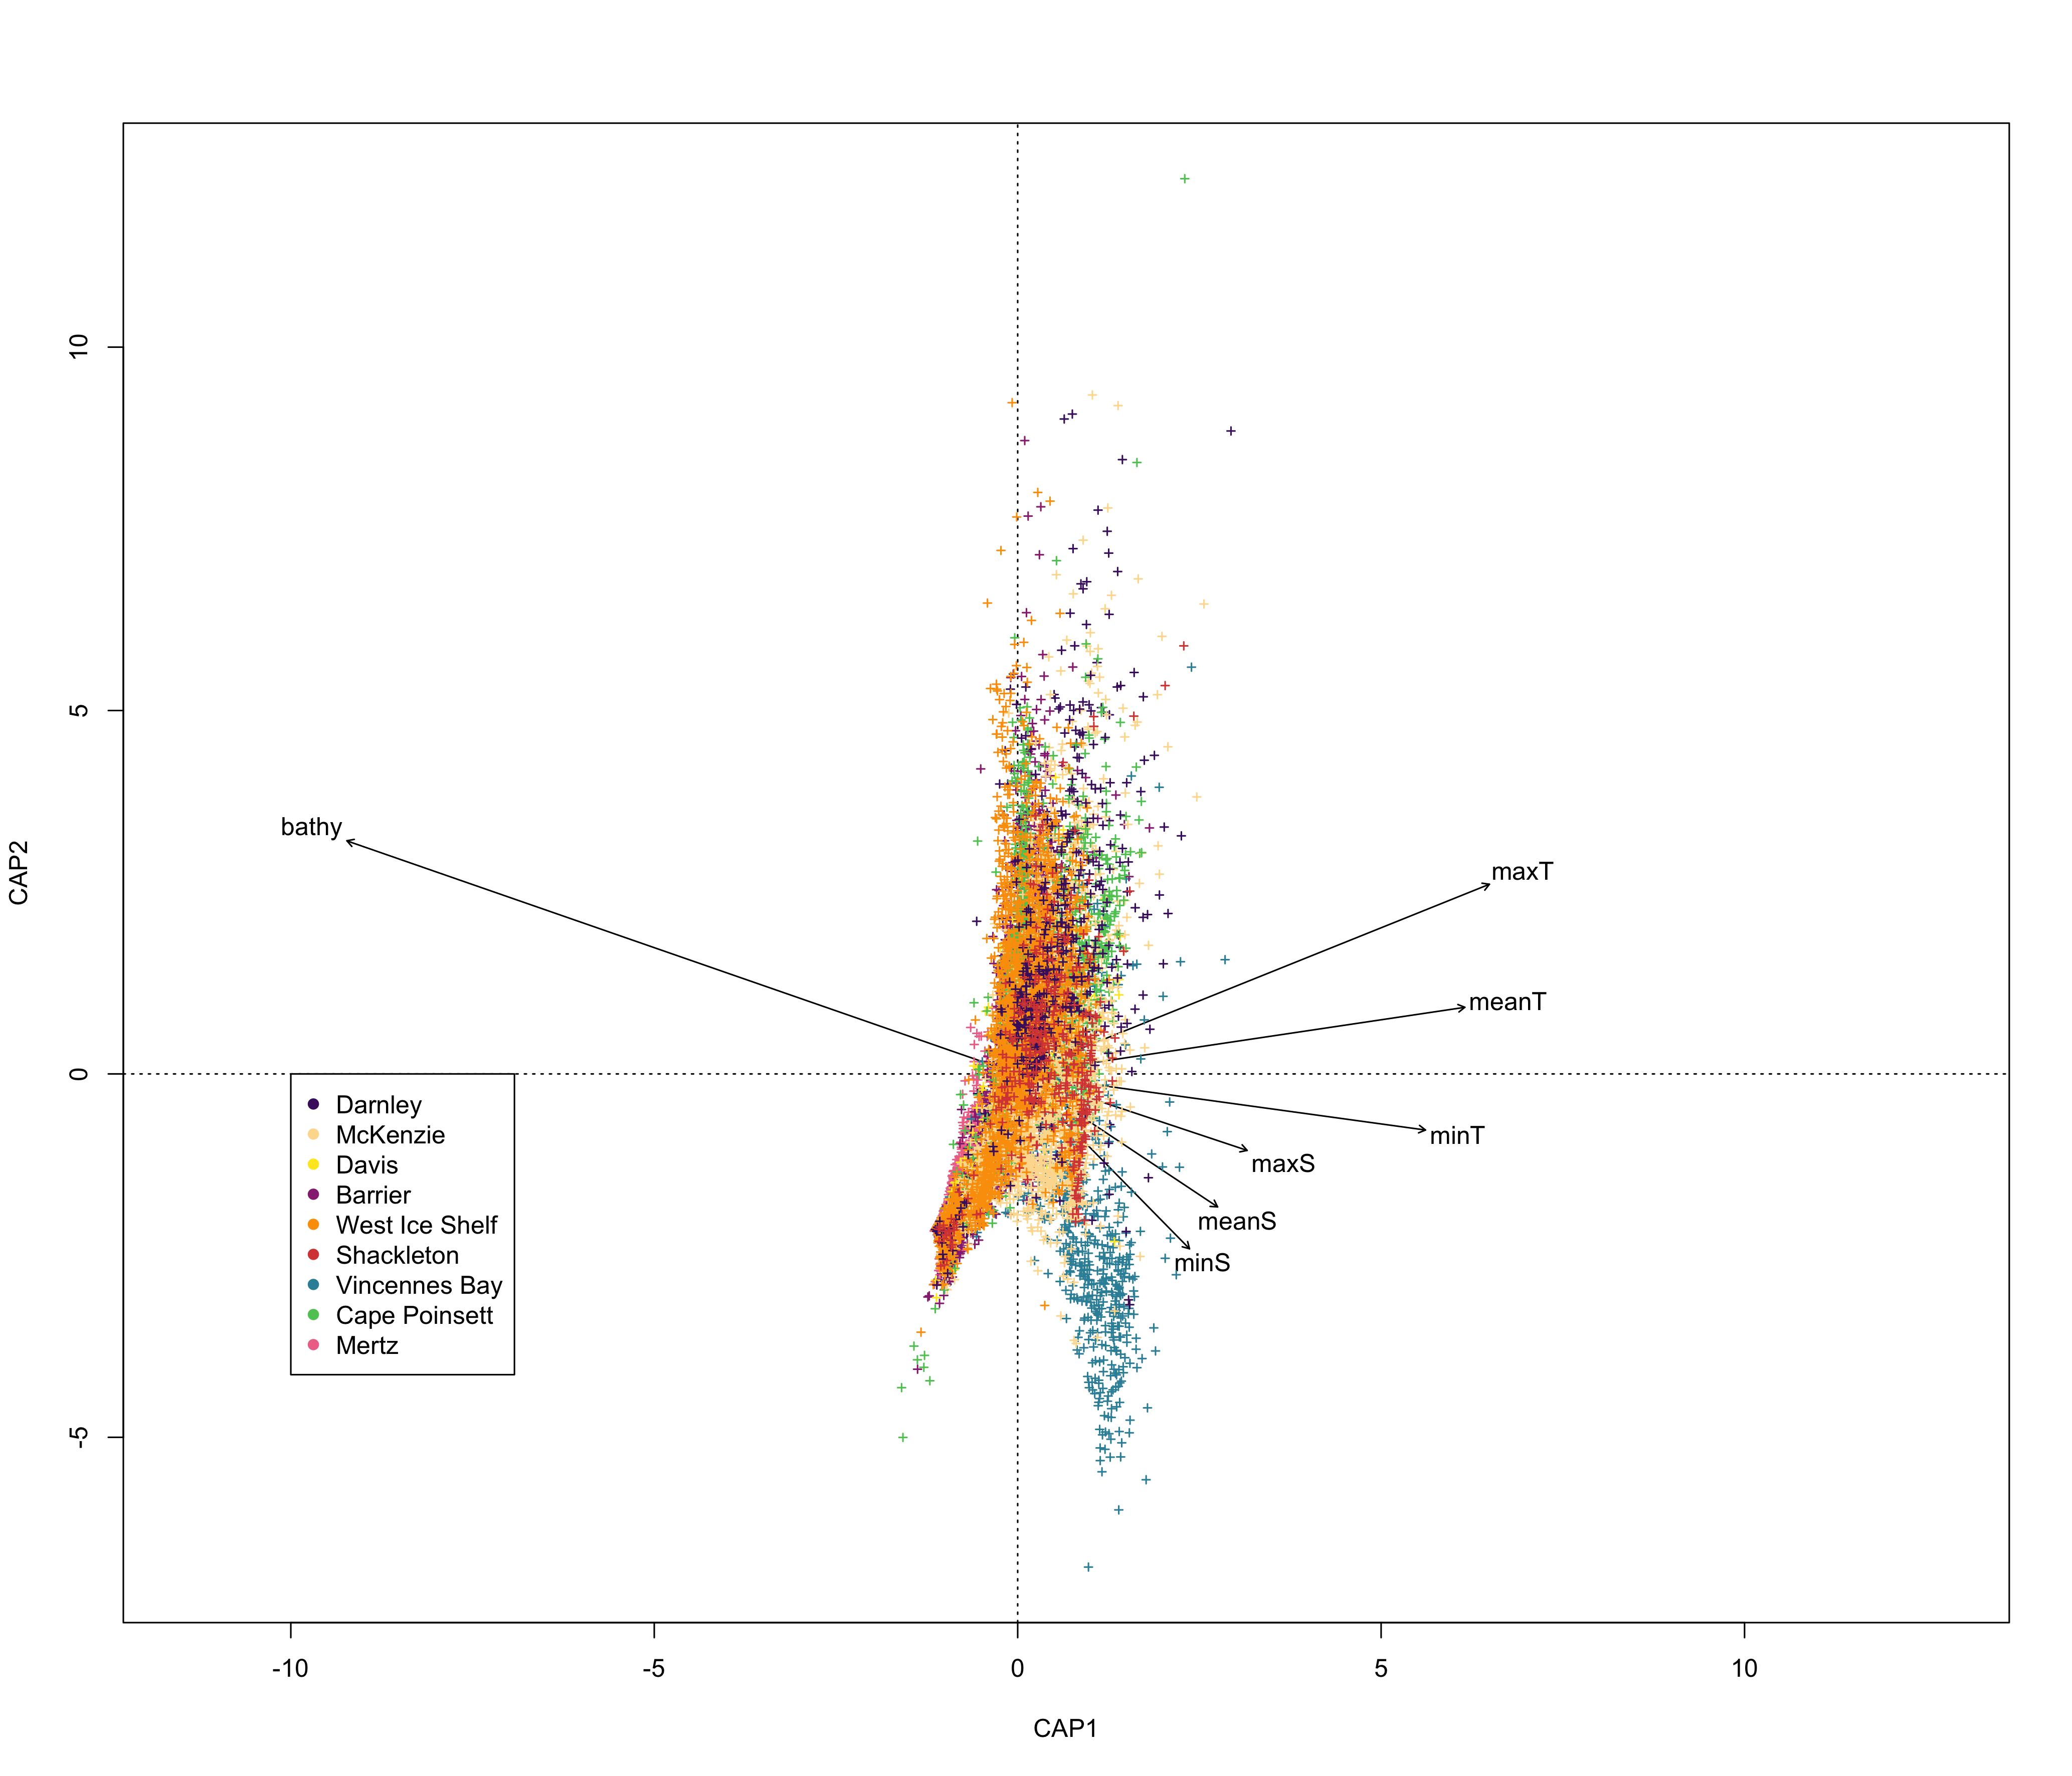 10
5
0
-5
CAP2
bathy
maxT
meanT
minT
maxS
meanS
minS
Darnley
McKenzie
Davis
Barrier
West Ice Shelf
Shackleton
Vincennes Bay
Cape Poinsett
Mertz
-10
-5
0
5
10
CAP1